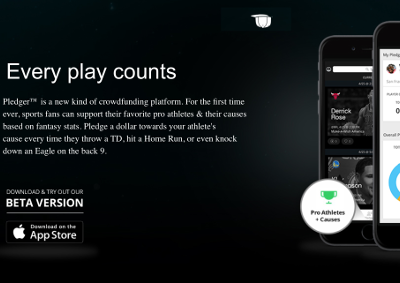 Every play counts
Pledger™ is a new kind of crowdfunding platform. For the first time
ever, sports fans can support their favorite pro athletes & their causes
based on fantasy stats. Pledge a dollar towards your athlete's
cause every time they throw a TD, hit a Home Run, or even knock
down an Eagle on the back 9.
DOWNLOAD & TRY OUT OUR
BETA VERSION
Download on the
App Store
Derrick
Rose
Pro Athletes
+ Causes
My Pledge